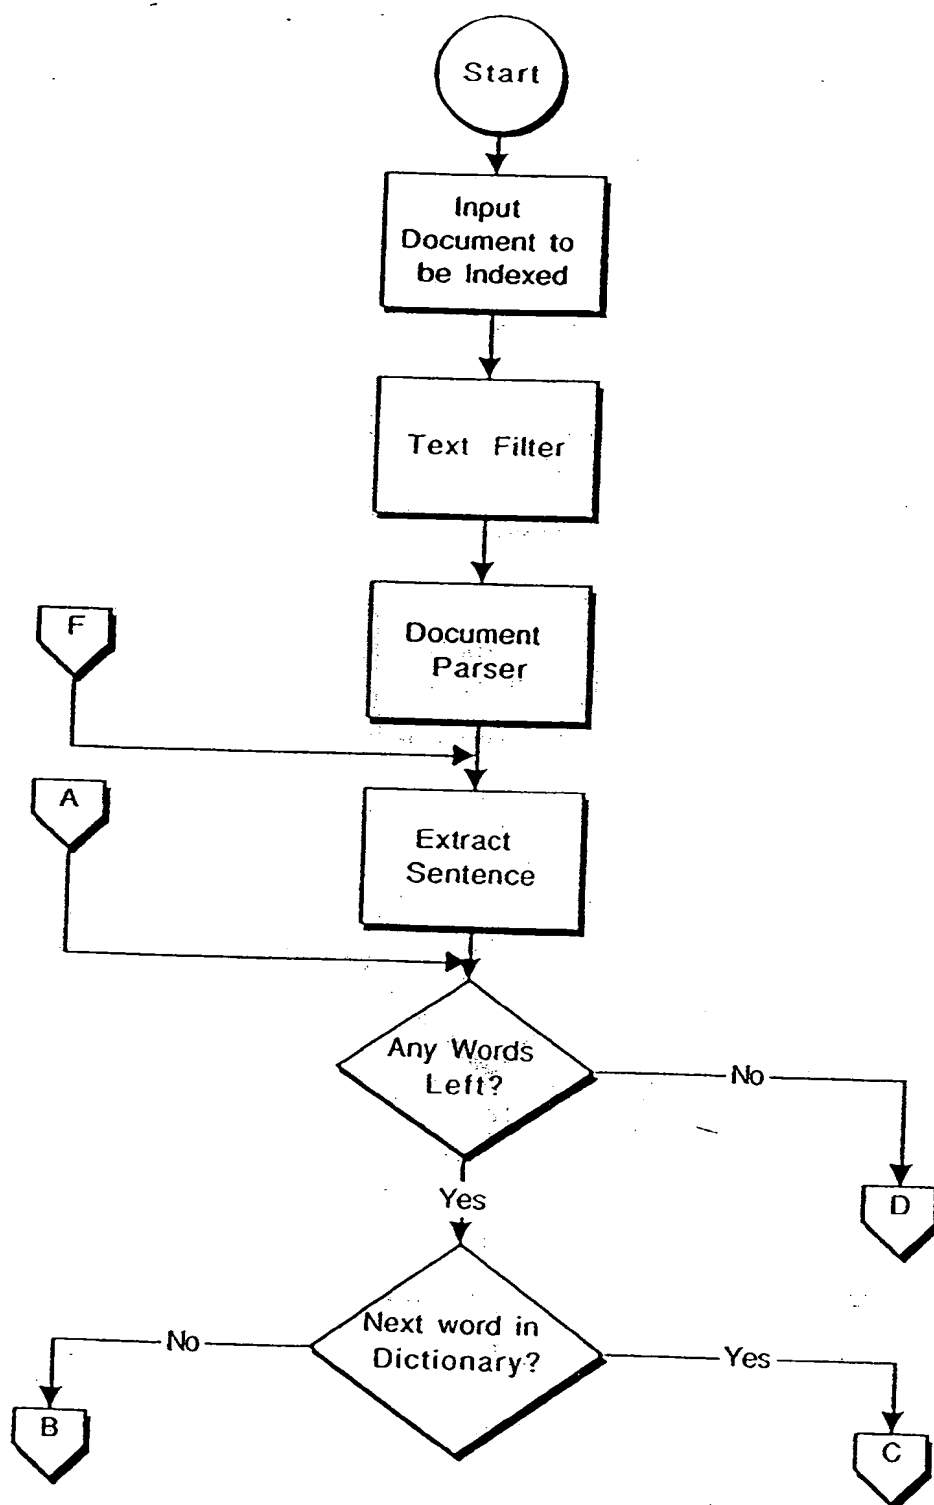 Start
Input
Document to
be Indexed
Text Filter
Document
Parser
F
A
Extract
Sentence
Any Words
Left?
No
D
Yes
Next word in
Dictionary?
No
Yes
B
C